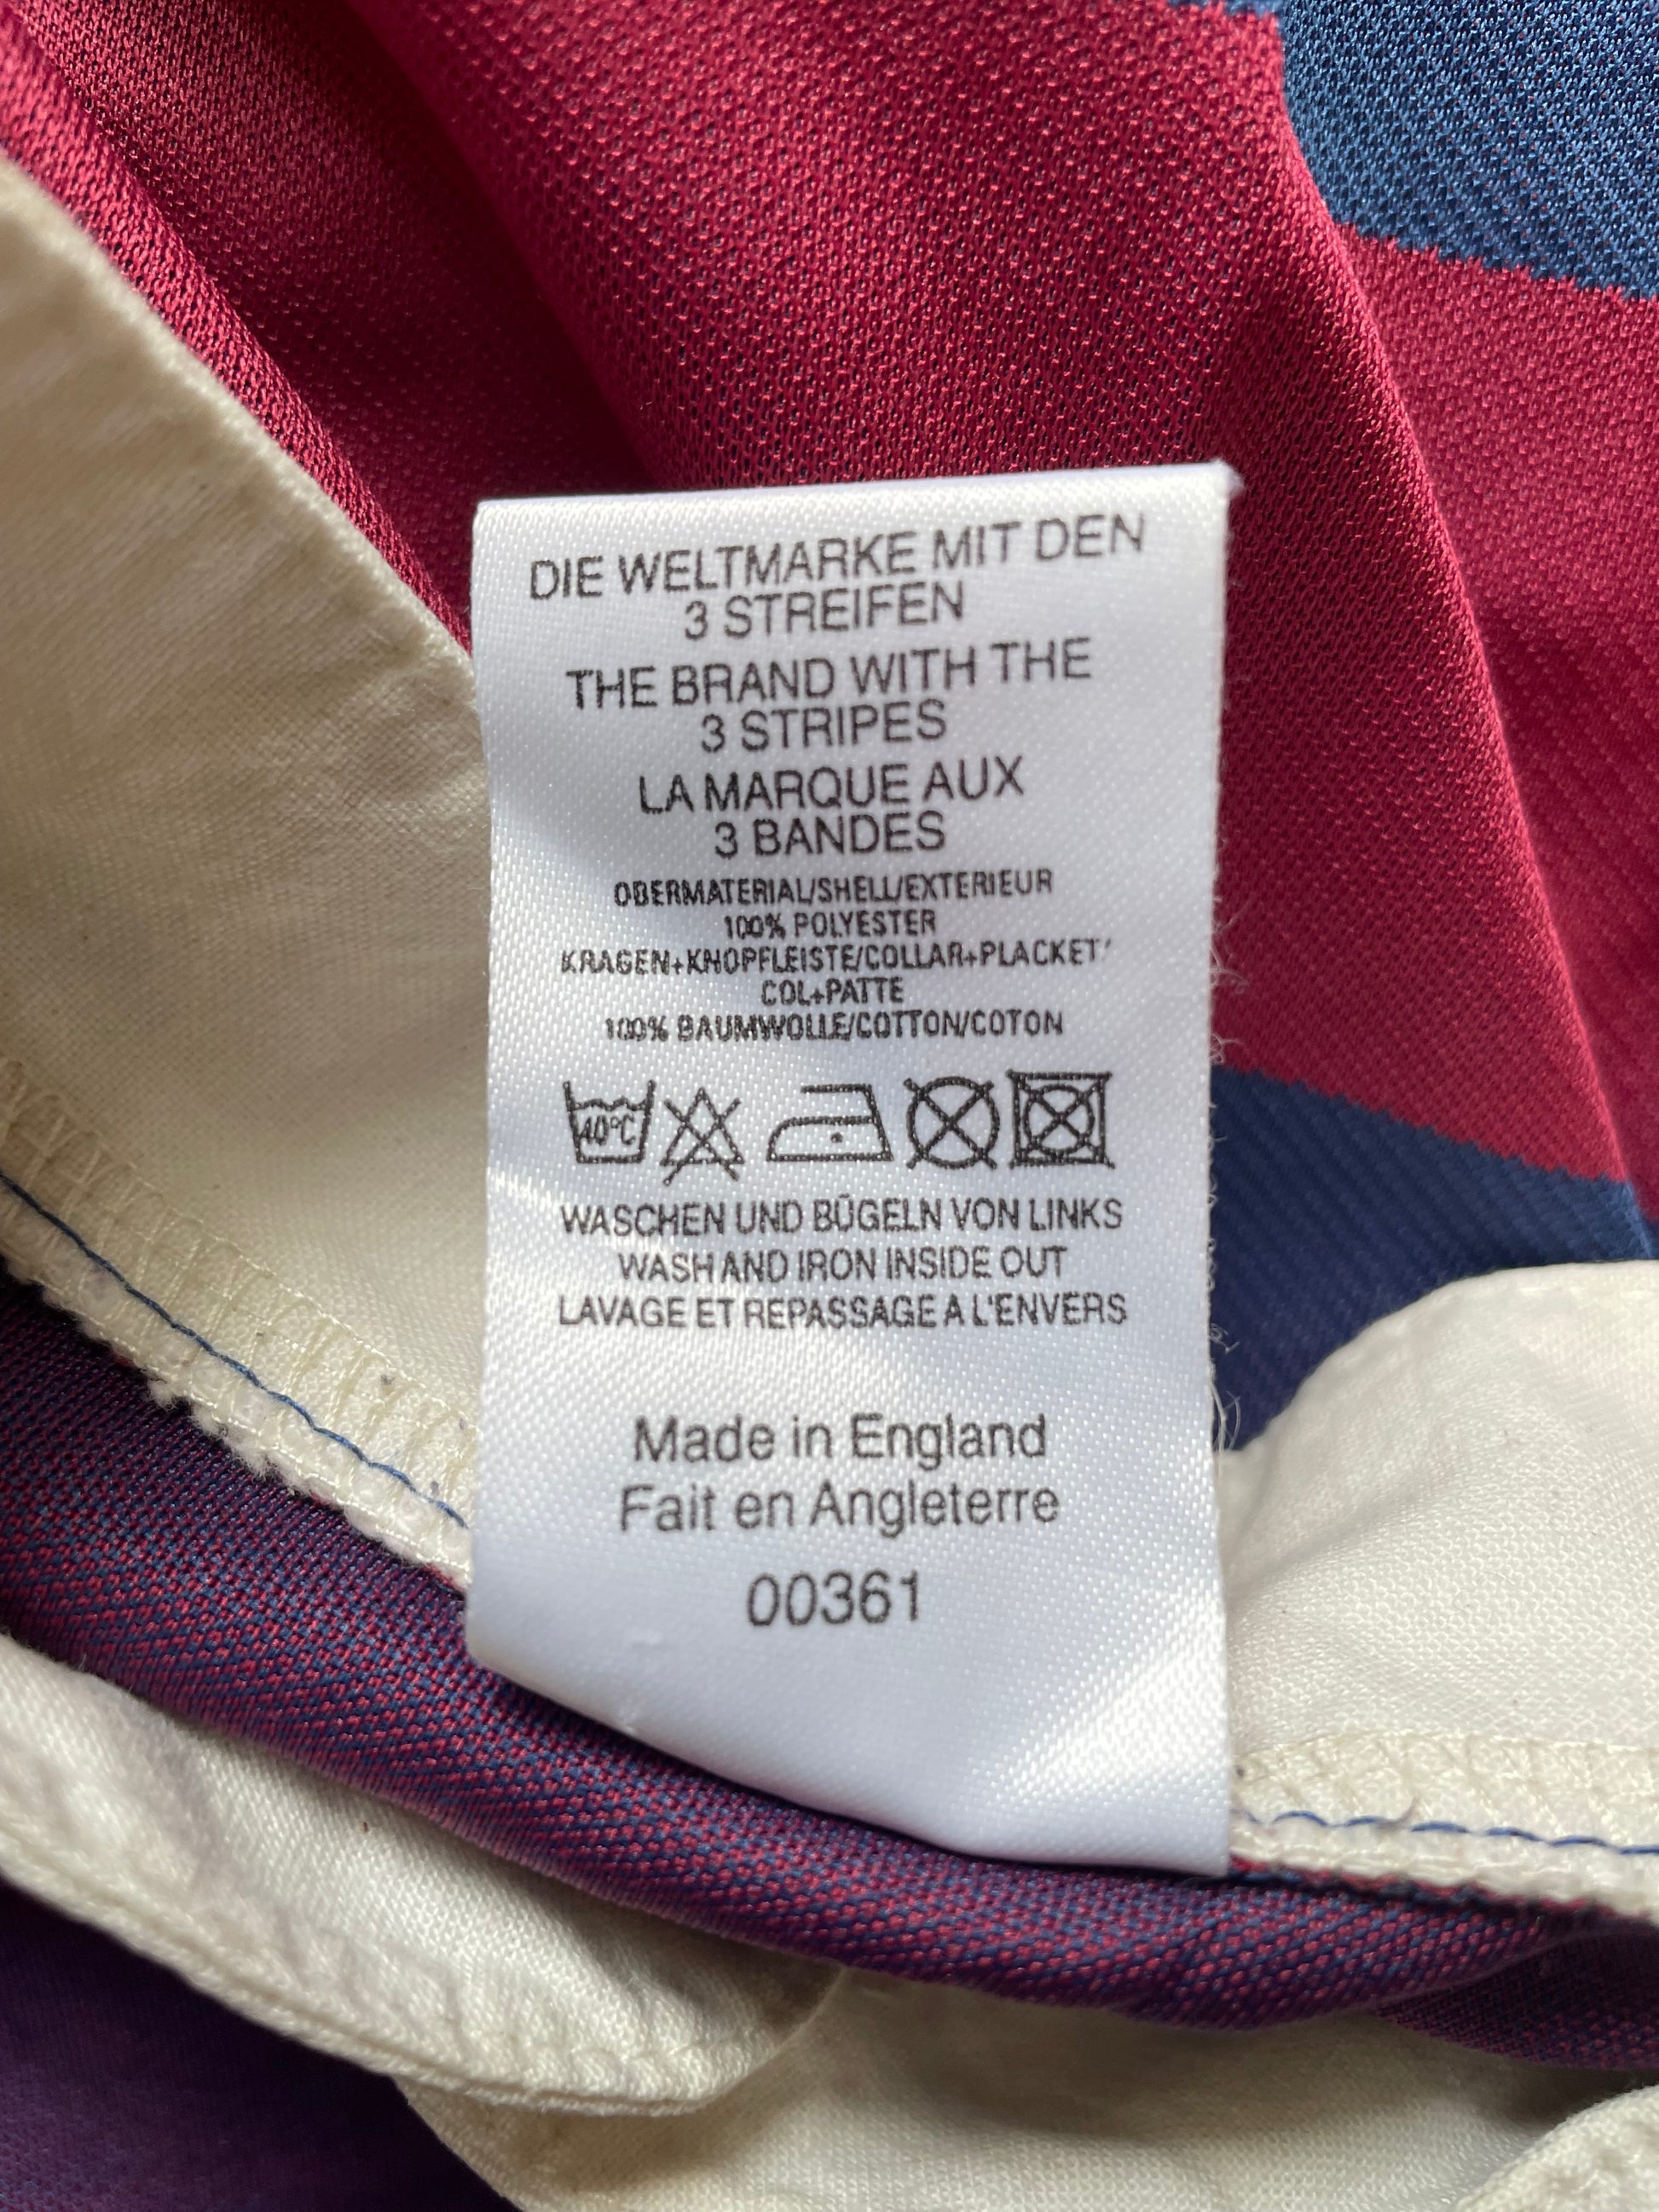 DIE WELTMARKE MIT DEN
3 STREIFEN
THE BRAND WITH THE
3 STRIPES
LA MARQUE AUX
3 BANDES
OBERMATERIAL/SHELL/EXTERIEUR
100% POLYESTER
KRAGEN+KNOPFLEISTE/COLLAR+PLACKET/
COL+PATTE
100% BAUMWOLLE/COTTON/COTON
40°C
WASCHEN UND BÜGELN VON LINKS
WASH AND IRON INSIDE OUT
LAVAGE ET REPASSAGE A L'ENVERS
Made in England
Fait en Angleterre
00361